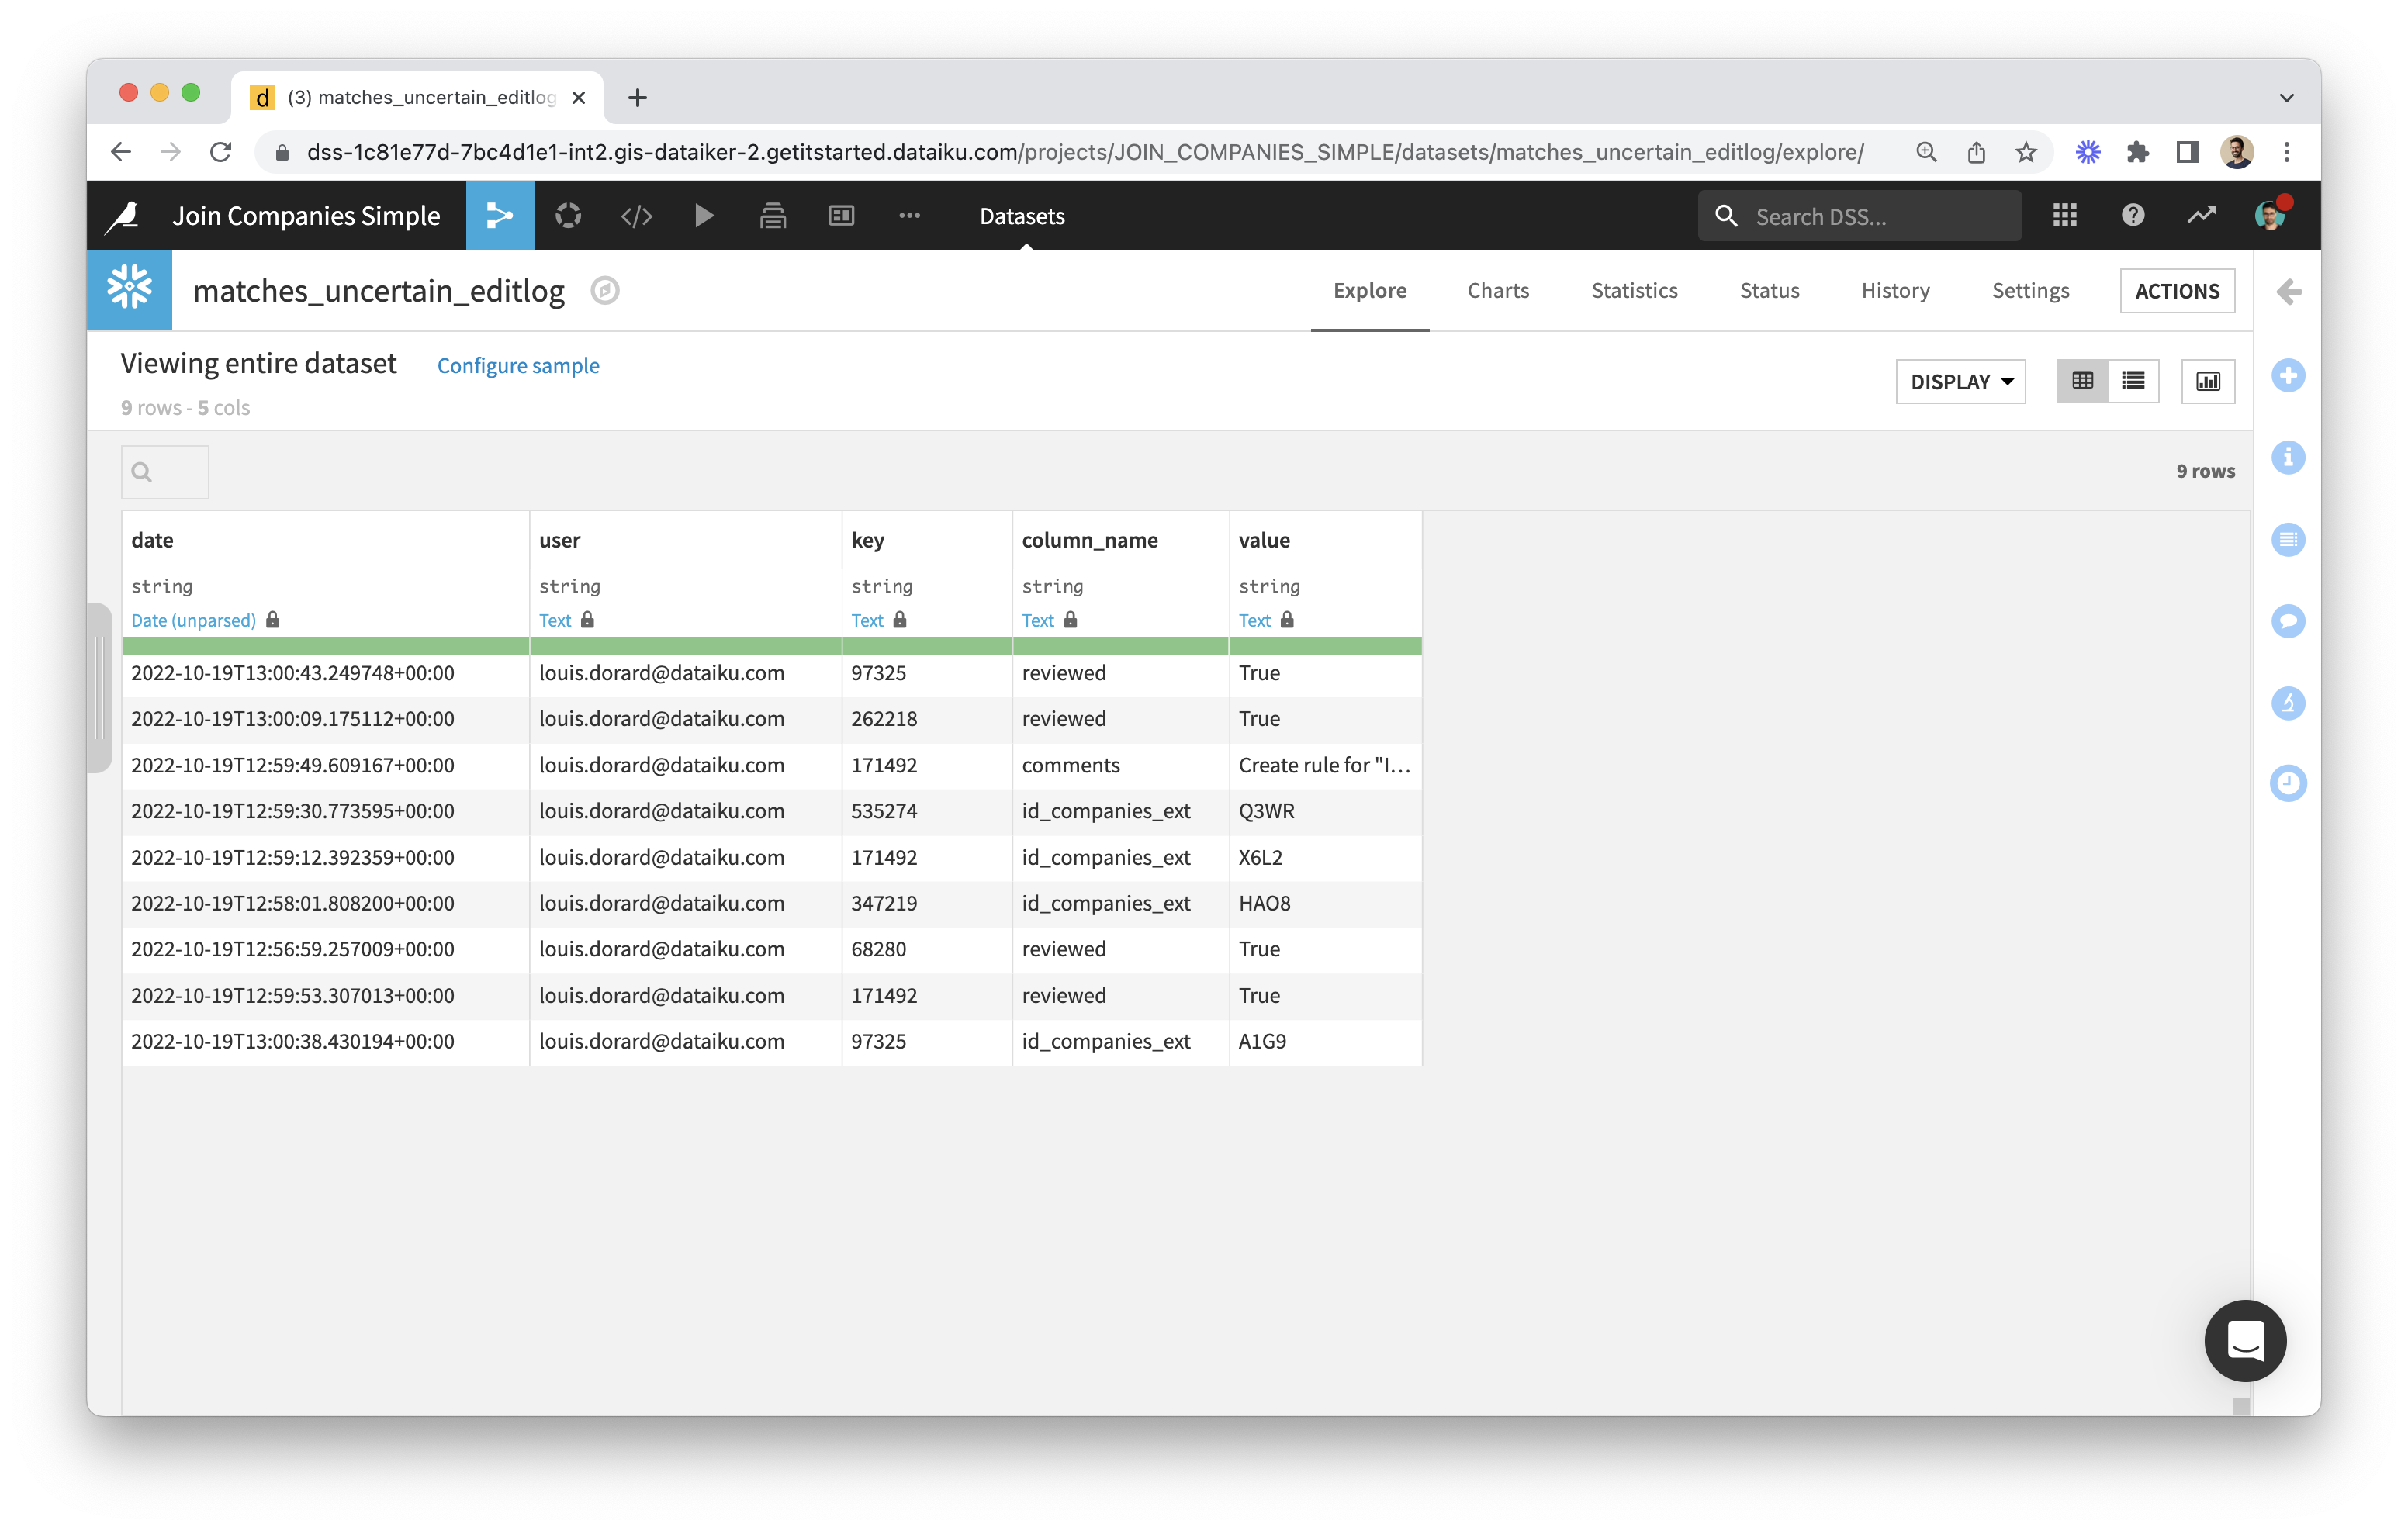 d (3) matches_uncertain_editlog
dss-1c81e77d-7bc4d1e1-int2.gis-dataiker-2.getitstarted.dataiku.com/projects/JOIN_COMPANIES_SIMPLE/datasets/matches_uncertain_editlog/explore/
Join Companies Simple </> Datasets Search DSS...
matches_uncertain_editlog Explore Charts Statistics Status History Settings ACTIONS
Viewing entire dataset Configure sample DISPLAY
9 rows - 5 cols
9 rows
date user key column_name value
string string string string string
Date (unparsed) Text Text Text Text
2022-10-19T13:00:43.249748+00:00 louis.dorard@dataiku.com 97325 reviewed True
2022-10-19T13:00:09.175112+00:00 louis.dorard@dataiku.com 262218 reviewed True
2022-10-19T12:59:49.609167+00:00 louis.dorard@dataiku.com 171492 comments Create rule for "I...
2022-10-19T12:59:30.773595+00:00 louis.dorard@dataiku.com 535274 id_companies_ext Q3WR
2022-10-19T12:59:12.392359+00:00 louis.dorard@dataiku.com 171492 id_companies_ext X6L2
2022-10-19T12:58:01.808200+00:00 louis.dorard@dataiku.com 347219 id_companies_ext HAO8
2022-10-19T12:56:59.257009+00:00 louis.dorard@dataiku.com 68280 reviewed True
2022-10-19T12:59:53.307013+00:00 louis.dorard@dataiku.com 171492 reviewed True
2022-10-19T13:00:38.430194+00:00 louis.dorard@dataiku.com 97325 id_companies_ext A1G9